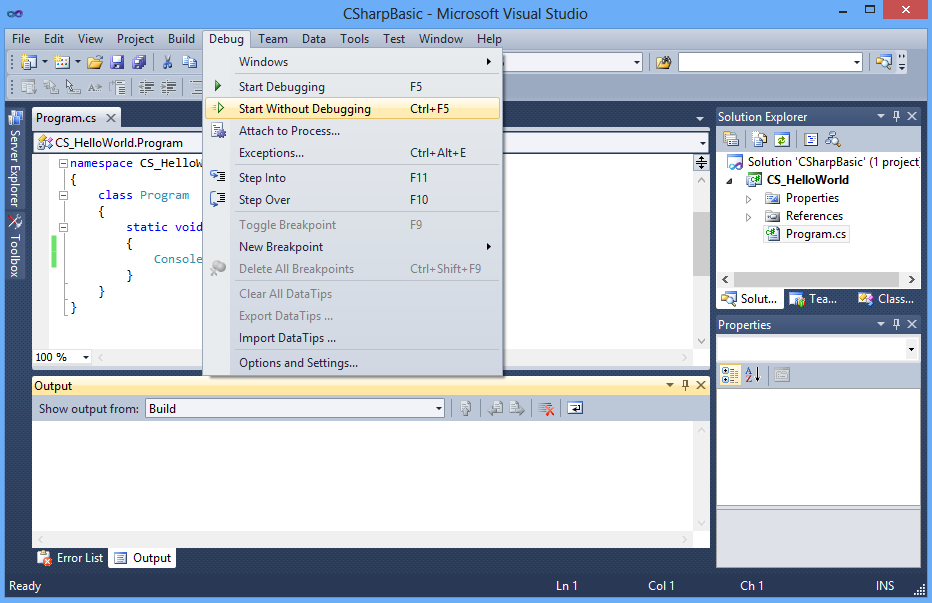 CSharpBasic - Microsoft Visual Studio
File Edit View Project Build Debug Team Data Tools Test Window Help
Windows
Start Debugging F5
Start Without Debugging Ctrl+F5
Attach to Process...
Exceptions... Ctrl+Alt+E
Step Into F11
Step Over F10
Toggle Breakpoint F9
New Breakpoint
Delete All Breakpoints Ctrl+Shift+F9
Clear All DataTips
Export DataTips ...
Import DataTips ...
Options and Settings...
Server Explorer
Toolbox
Program.cs
CS_HelloWorld.Program
namespace CS_HelloW
{
class Program
{
static void
{
Console
}
}
}
100 %
Solution Explorer
Solution 'CSharpBasic' (1 project
CS_HelloWorld
Properties
References
Program.cs
Solut... Tea... Class...
Properties
Output
Show output from: Build
Error List Output
Ready Ln 1 Col 1 Ch 1 INS